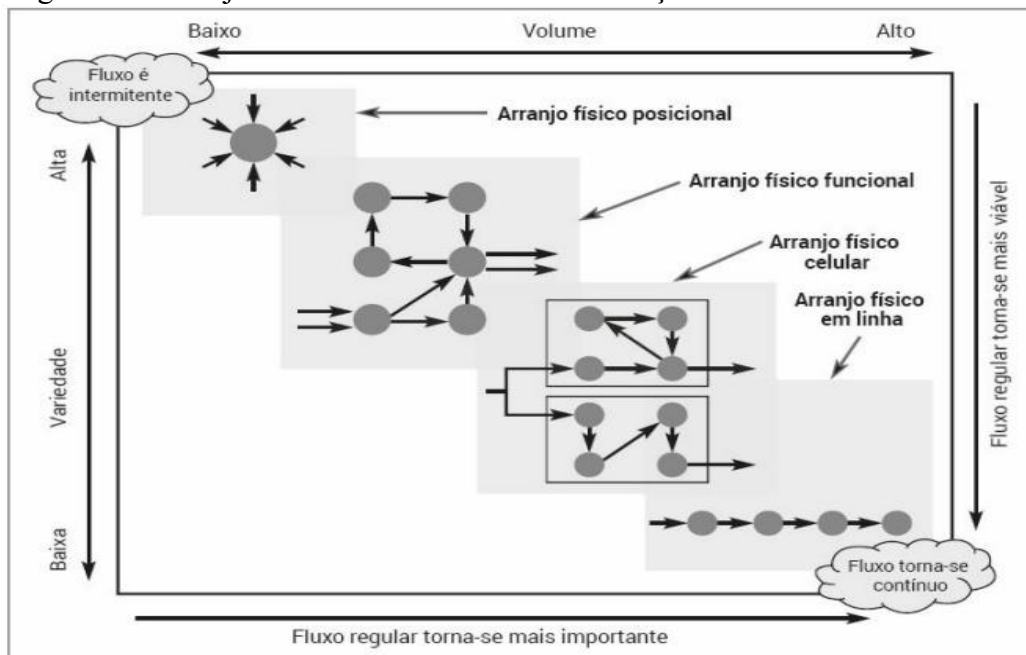 Baixo Volume Alto
Fluxo é
intermitente
Arranjo físico posicional
Alta
Arranjo físico funcional
Arranjo físico
celular
Arranjo físico
em linha
Variedade
Fluxo regular torna-se mais viável
Baixa
Fluxo torna-se
contínuo
Fluxo regular torna-se mais importante